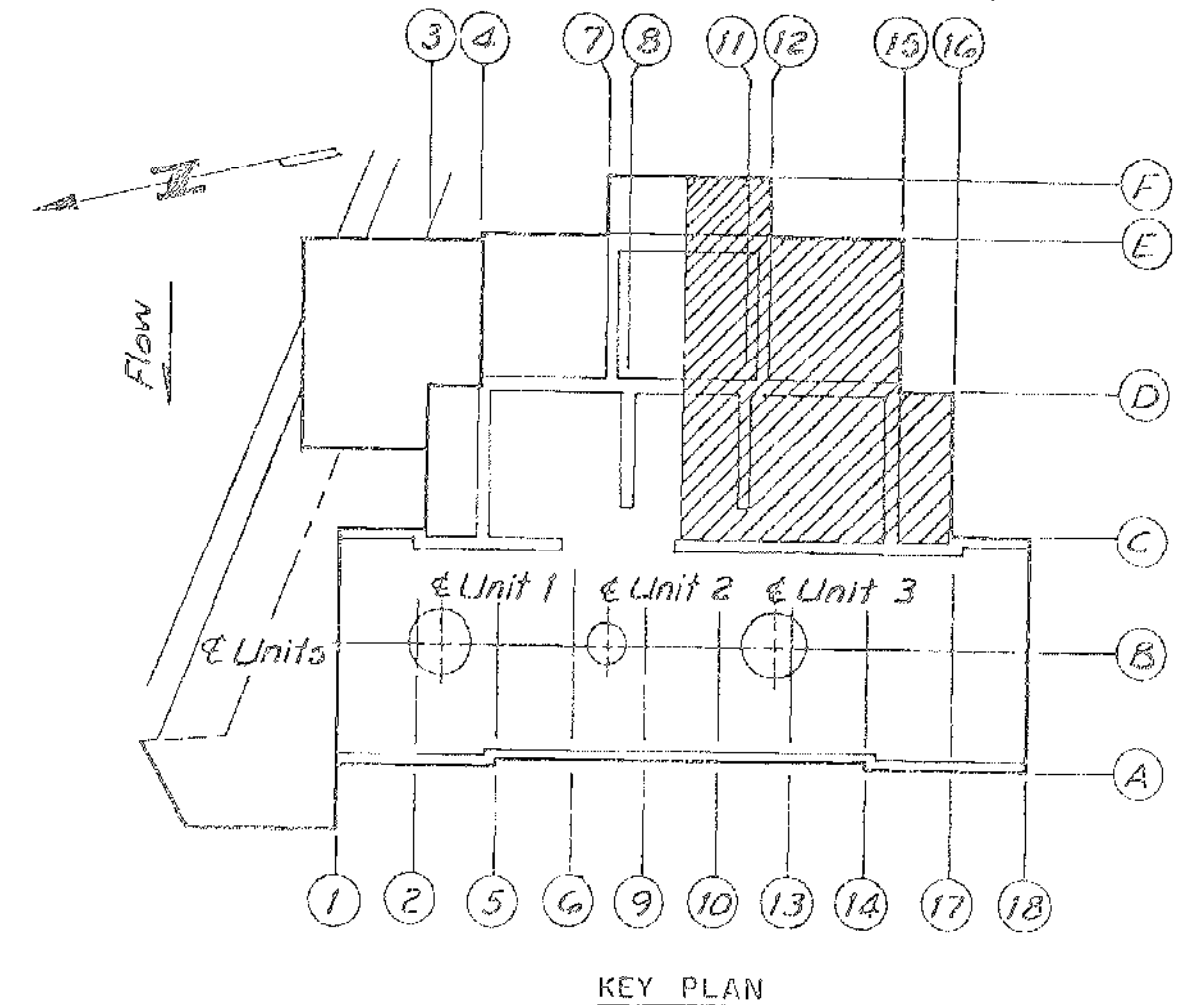 3 4 7 8 11 12 15 16
N
F
E
Flow
D
C
℄ Unit 1 ℄ Unit 2 ℄ Unit 3
℄ Units
B
A
1 2 5 6 9 10 13 14 17 18
KEY PLAN